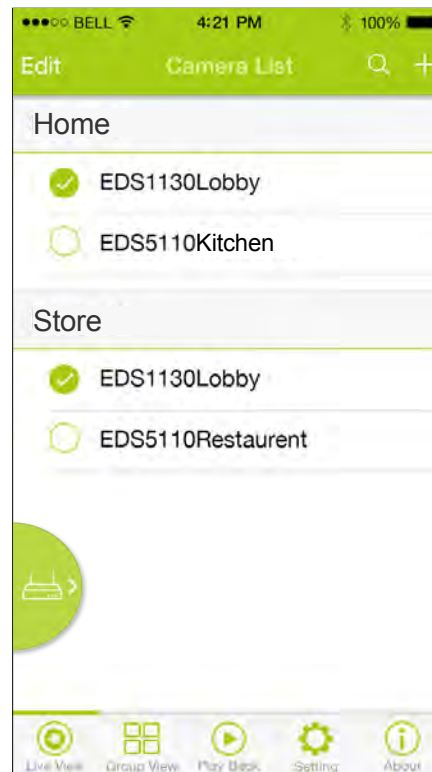 BELL 4:21 PM 100%
Edit Camera List
Home
EDS1130Lobby
EDS5110Kitchen
Store
EDS1130Lobby
EDS5110Restaurent
Live View Group View Play Back Setting About